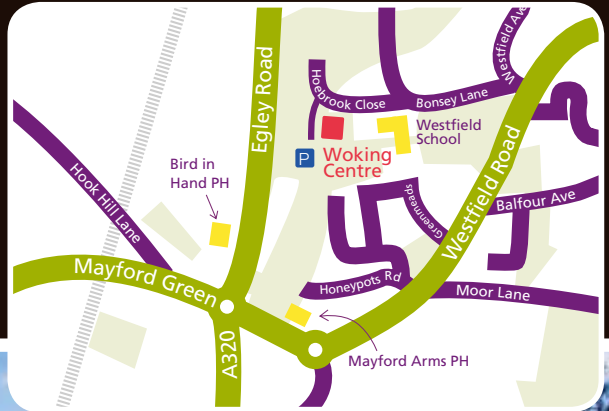 Egley Road
Westfield Av
Hoebrook Close
Bonsey Lane
Westfield
School
P
Woking
Centre
Bird in
Hand PH
Hook Hill Lane
Westfield Road
Greenmeads
Balfour Ave
Mayford Green
Honeypots Rd
Moor Lane
A320
Mayford Arms PH